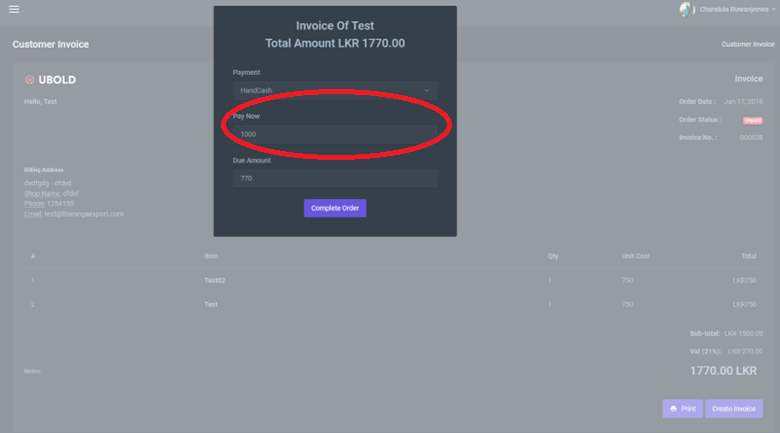 Chandula Ruwanjeewa
Invoice Of Test
Total Amount LKR 1770.00
Customer Invoice
Customer Invoice
UBOLD
Invoice
Hello, Test
Payment
HandCash
Pay Now
1000
Due Amount
770
Complete Order
Order Date : Jan 17, 2016
Order Status : Unpaid
Invoice No. : 000028
Billing Address
dvdfgdg dfdvd
Shop Name: dfdsf
Phone: 1254155
Email: test@tharangaexport.com
# Item Qty Unit Cost Total
1 Test02 1 750 LKR750
2 Test 1 750 LKR750
Sub-total: LKR 1500.00
Vat (21%): LKR 270.00
Notes:
1770.00 LKR
Print
Create Invoice